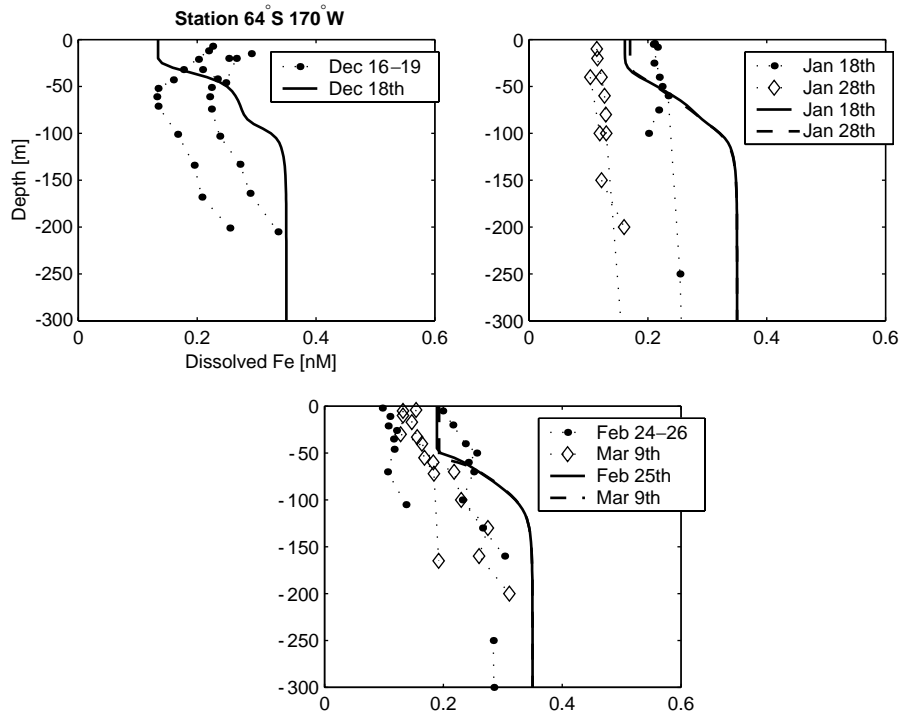 Station 64°S 170°W
0
-50
-100
-150
-200
-250
-300
Depth [m]
0
0.2
0.4
0.6
Dissolved Fe [nM]
Dec 16–19
Dec 18th
0
-50
-100
-150
-200
-250
-300
0
0.2
0.4
0.6
Jan 18th
Jan 28th
Jan 18th
Jan 28th
0
-50
-100
-150
-200
-250
-300
0
0.2
0.4
0.6
Feb 24–26
Mar 9th
Feb 25th
Mar 9th